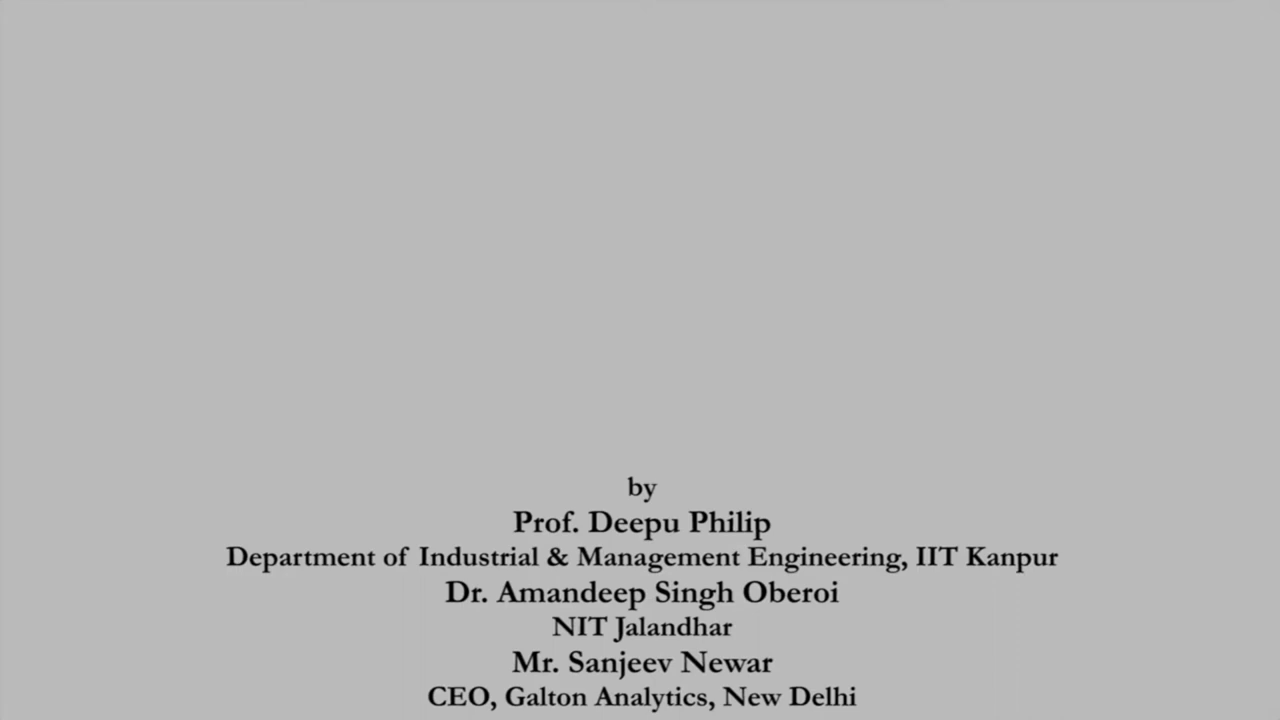 by
Prof. Deepu Philip
Department of Industrial & Management Engineering, IIT Kanpur
Dr. Amandeep Singh Oberoi
NIT Jalandhar
Mr. Sanjeev Newar
CEO, Galton Analytics, New Delhi